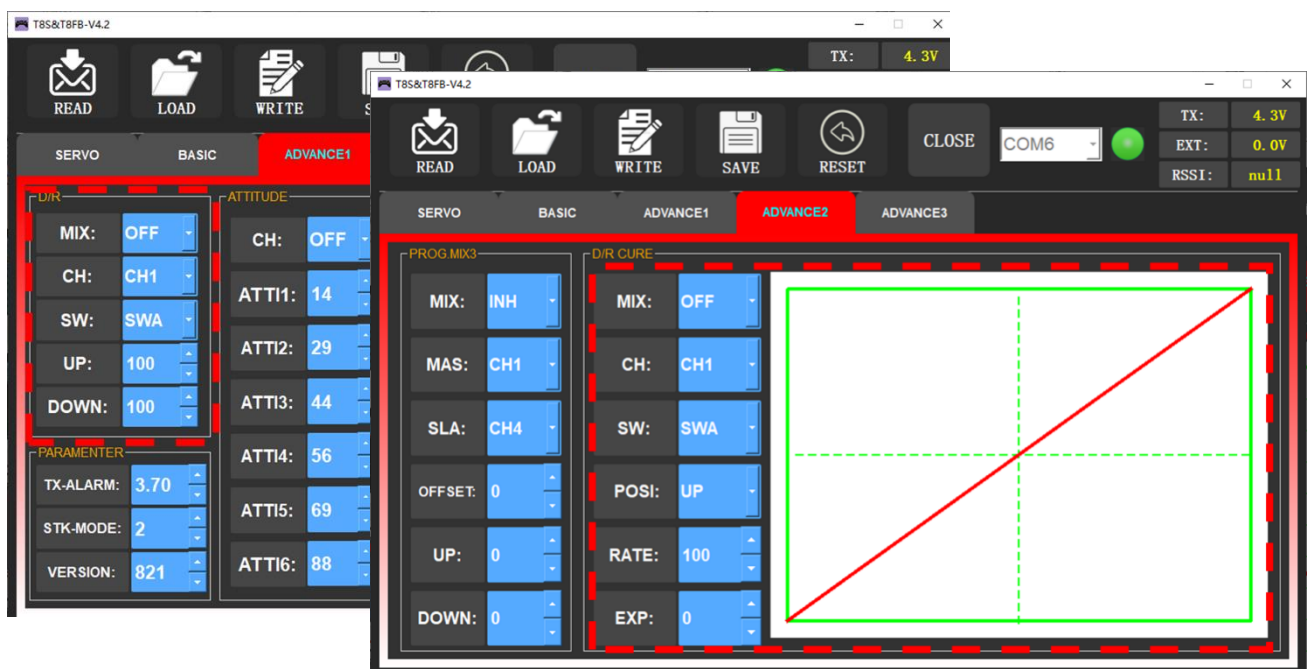 T8S&T8FB-V4.2
TX: 4.3V
READ LOAD WRITE
SERVO BASIC ADVANCE1
D/R
MIX: OFF
CH: CH1
SW: SWA
UP: 100
DOWN: 100
PARAMENTER
TX-ALARM: 3.70
STK-MODE: 2
VERSION: 821
ATTITUDE
CH: OFF
ATTI1: 14
ATTI2: 29
ATTI3: 44
ATTI4: 56
ATTI5: 69
ATTI6: 88
T8S&T8FB-V4.2
READ LOAD WRITE SAVE RESET CLOSE COM6
TX: 4.3V
EXT: 0.0V
RSSI: null
SERVO BASIC ADVANCE1 ADVANCE2 ADVANCE3
PROG.MIX3
MIX: INH
MAS: CH1
SLA: CH4
OFFSET: 0
UP: 0
DOWN: 0
D/R CURE
MIX: OFF
CH: CH1
SW: SWA
POSI: UP
RATE: 100
EXP: 0